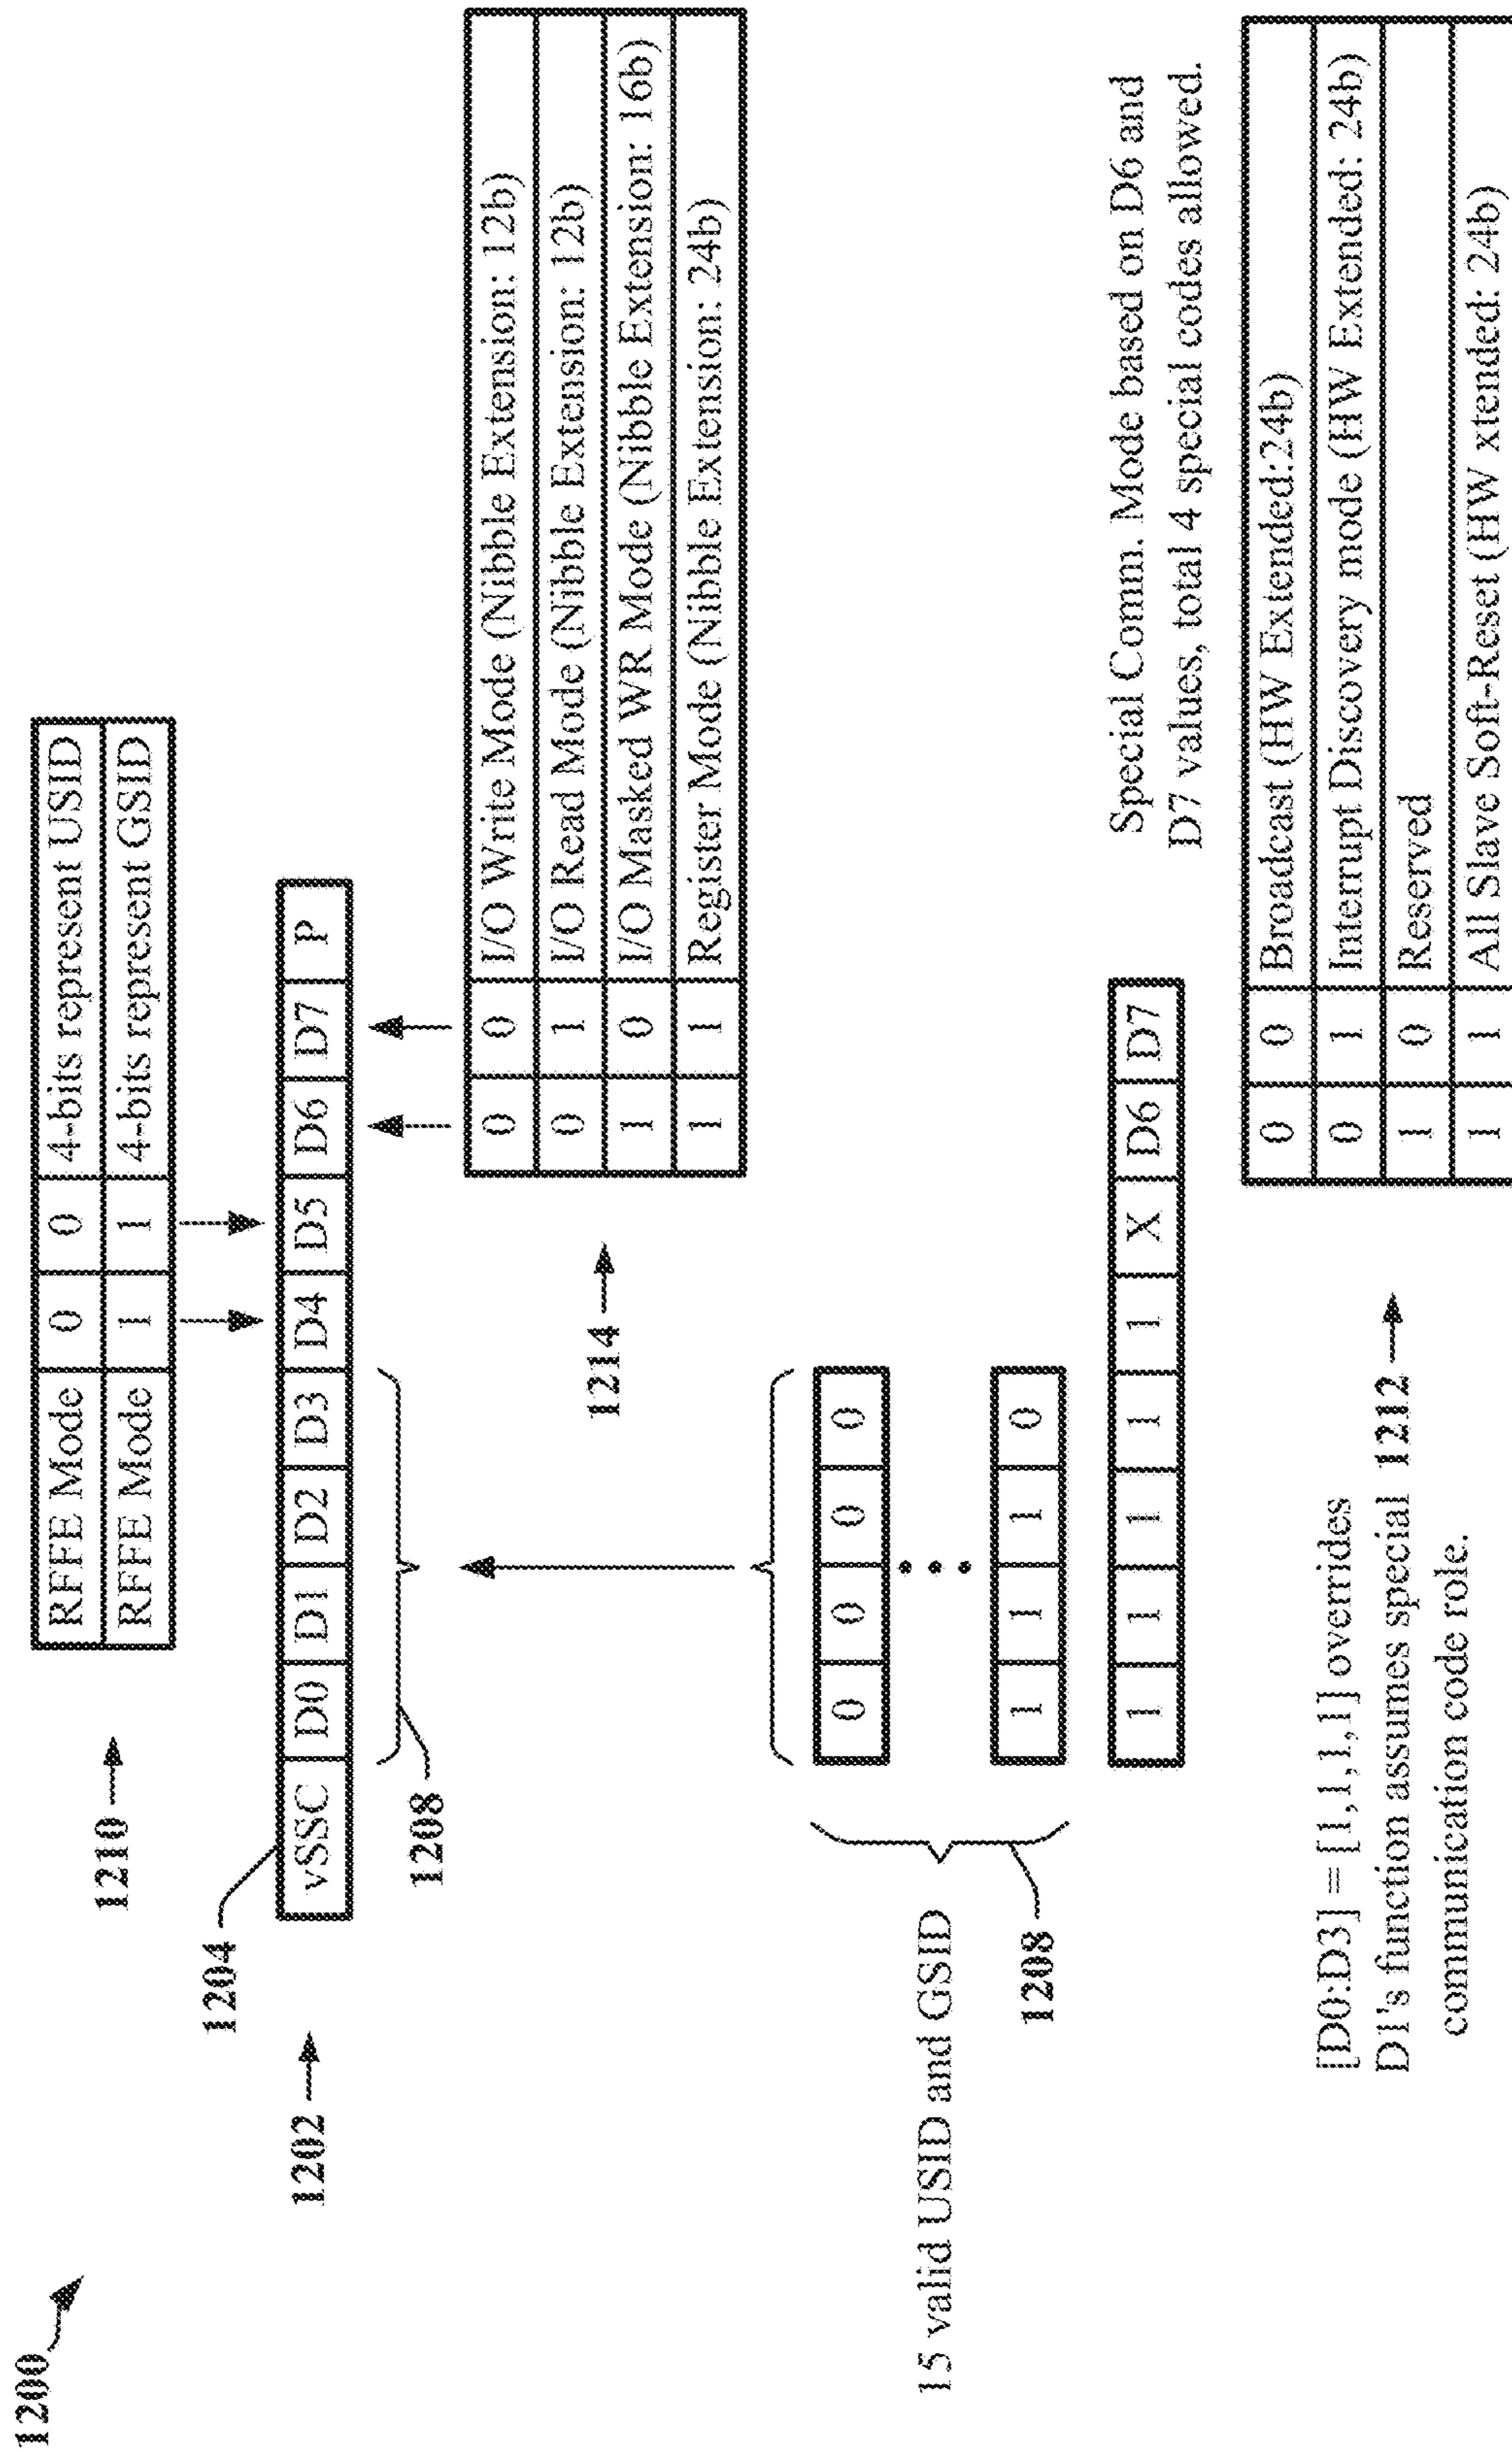 1200
1210
RFFE Mode 0 0 4-bits represent USID
RFFE Mode 1 1 4-bits represent GSID
1204
1202
vSSC D0 D1 D2 D3 D4 D5 D6 D7 P
1208
0 0 I/O Write Mode (Nibble Extension: 12b)
0 1 I/O Read Mode (Nibble Extension: 12b)
1 0 I/O Masked WR Mode (Nibble Extension: 16b)
1 1 Register Mode (Nibble Extension: 24b)
1214
0 0 0 0
1 1 1 0
15 valid USID and GSID
1208
1 1 1 1 1 X D6 D7
Special Comm. Mode based on D6 and
D7 values, total 4 special codes allowed.
[D0:D3] = [1,1,1,1] overrides
D1's function assumes special
communication code role.
1212
0 0 Broadcast (HW Extended:24b)
0 1 Interrupt Discovery mode (HW Extended: 24b)
1 0 Reserved
1 1 All Slave Soft-Reset (HW xtended: 24b)